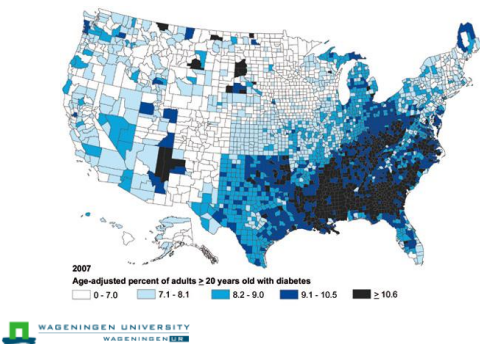 2007
Age-adjusted percent of adults ≥ 20 years old with diabetes
0 - 7.0 7.1 - 8.1 8.2 - 9.0 9.1 - 10.5 ≥ 10.6
WAGENINGEN UNIVERSITY
WAGENINGEN UR